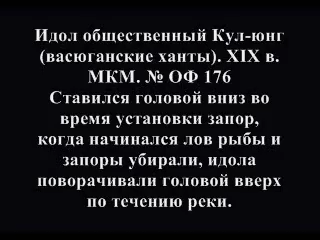 Идол общественный Кул-юнг
(васюганские ханты). XIX в.
МКМ. № ОФ 176
Ставился головой вниз во
время установки запор,
когда начинался лов рыбы и
запоры убирали, идола
поворачивали головой вверх
по течению реки.